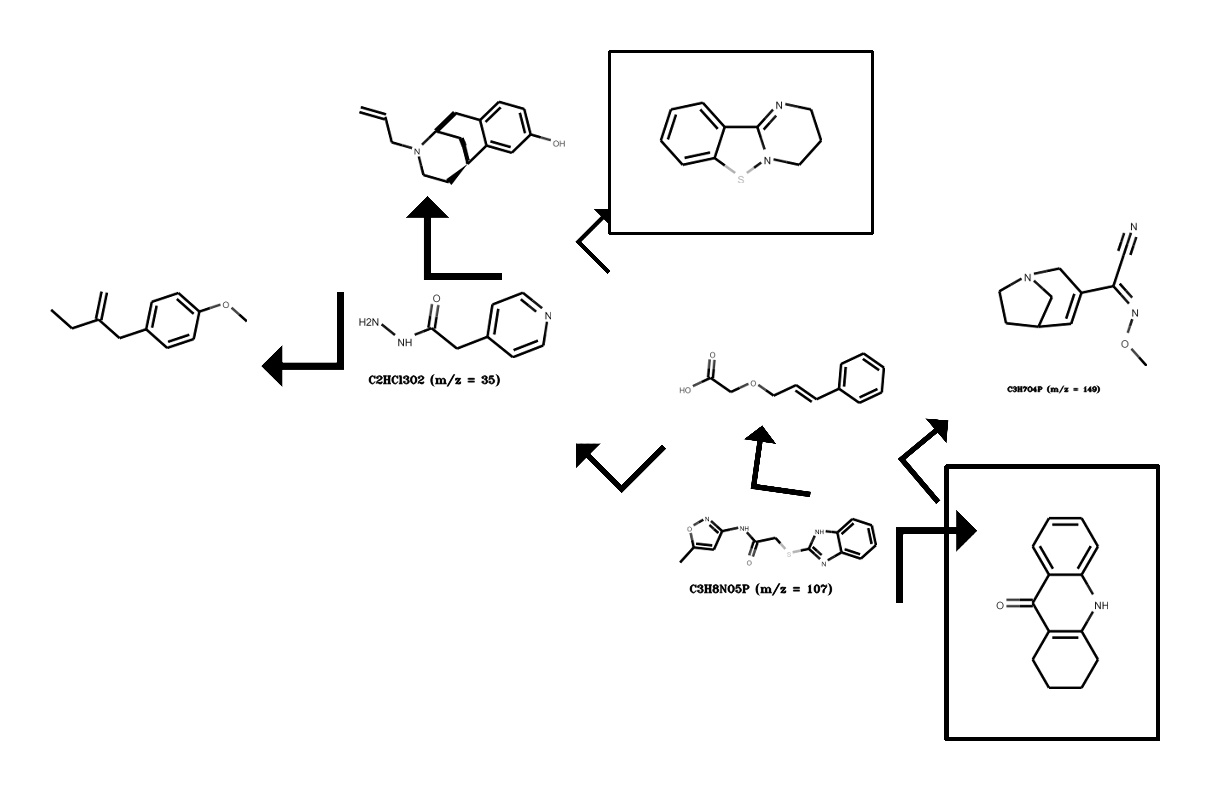 N
OH
N
N
S
N
N
N
O
O
O
H2N
NH
N
O
HO
O
C2HCl3O2 (m/z = 35)
C3H7O4P (m/z = 149)
O
N
NH
O
S
NH
N
C3H8NO5P (m/z = 107)
O
NH